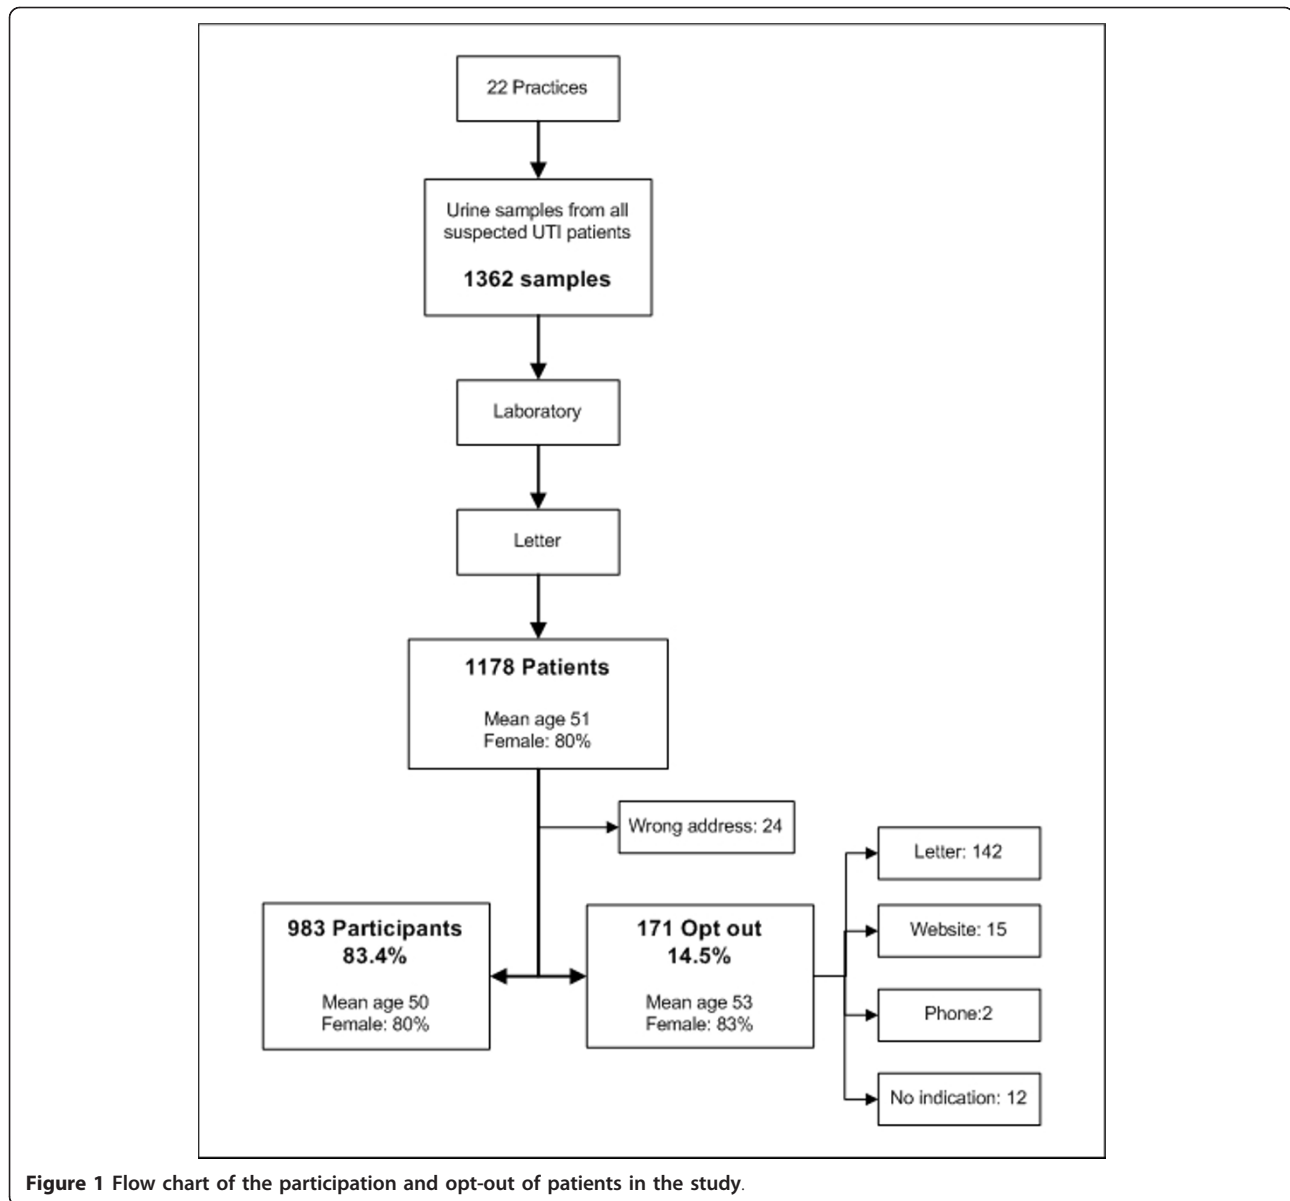 22 Practices
Urine samples from all
suspected UTI patients
1362 samples
Laboratory
Letter
1178 Patients
Mean age 51
Female: 80%
Wrong address: 24
983 Participants
83.4%
Mean age 50
Female: 80%
171 Opt out
14.5%
Mean age 53
Female: 83%
Letter: 142
Website: 15
Phone:2
No indication: 12
Figure 1 Flow chart of the participation and opt-out of patients in the study.